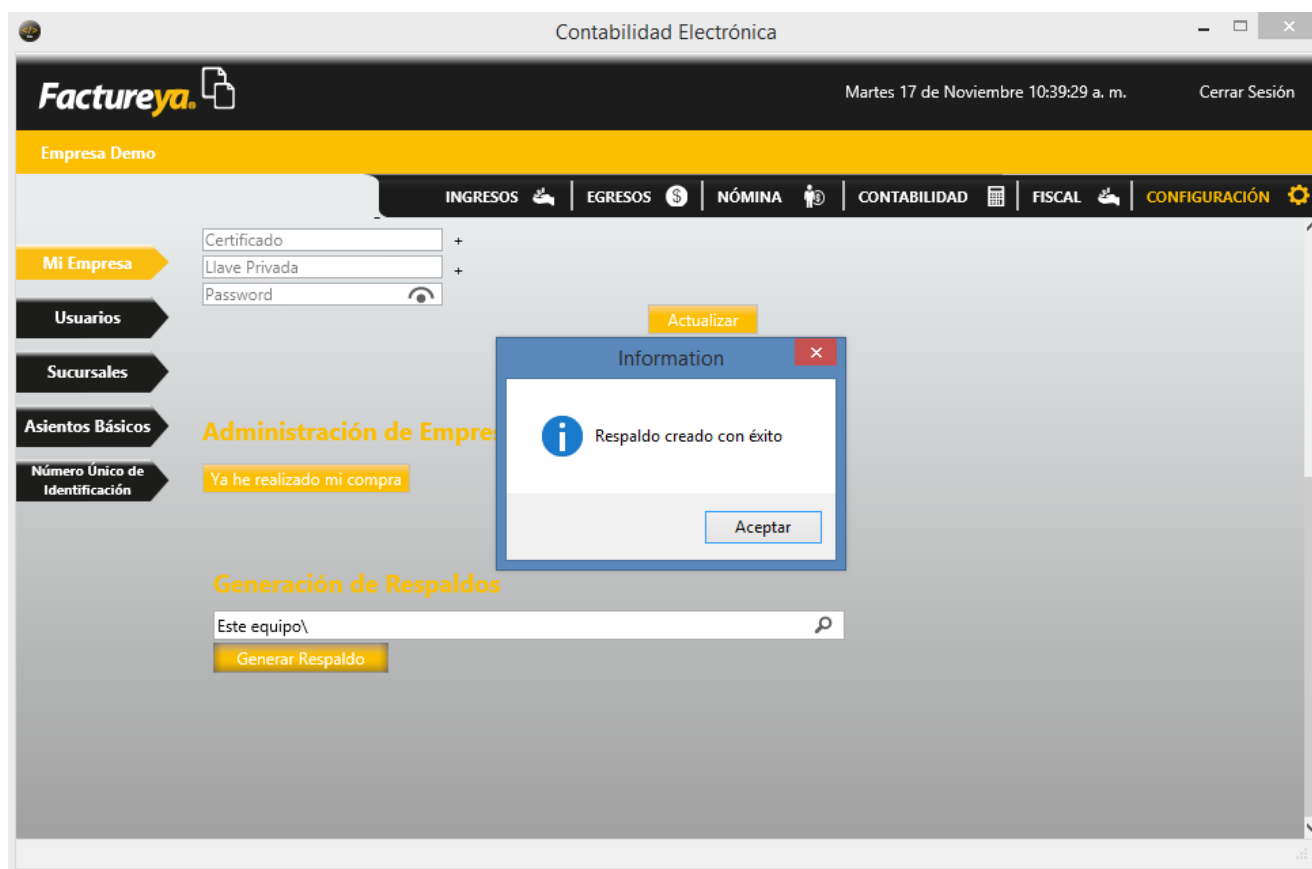 Contabilidad Electrónica
Factureya.
Martes 17 de Noviembre 10:39:29 a. m.
Cerrar Sesión
Empresa Demo
INGRESOS
EGRESOS
NÓMINA
CONTABILIDAD
FISCAL
CONFIGURACIÓN
Certificado
+
Mi Empresa
Llave Privada
+
Password
Usuarios
Actualizar
Information
Sucursales
Asientos Básicos
Administración de Empre
Respaldo creado con éxito
Número Único de
Identificación
Ya he realizado mi compra
Aceptar
Generación de Respaldos
Este equipo\
Generar Respaldo